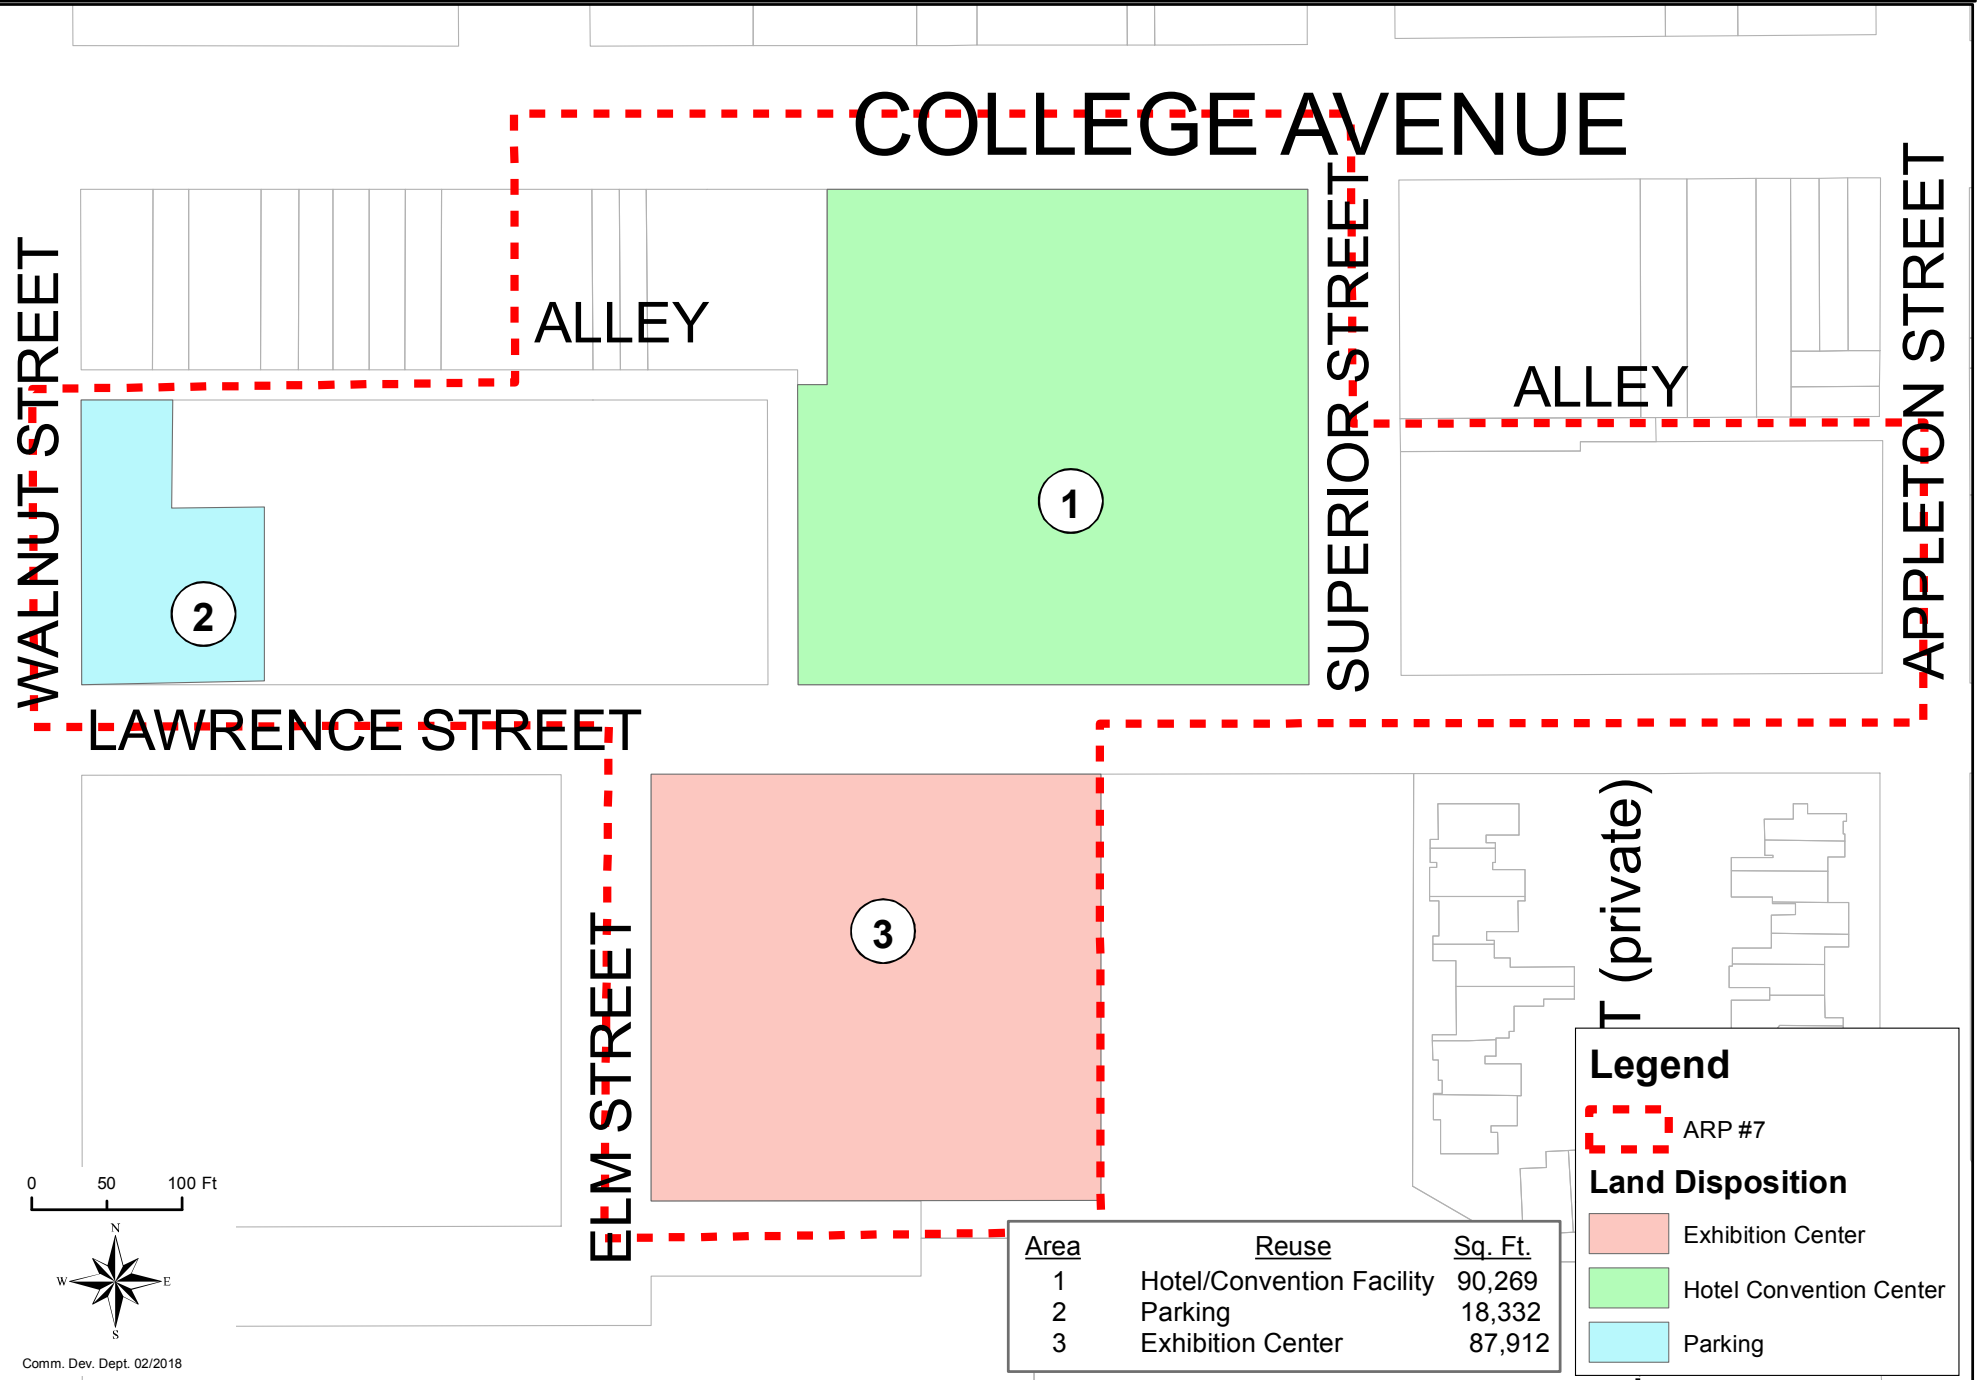 COLLEGE AVENUE
WALNUT STREET
ALLEY
SUPERIOR STREET
ALLEY
APPLETON STREET
1
2
LAWRENCE STREET
ELM STREET
3
T (private)
0 50 100 Ft
N
W E
S
Comm. Dev. Dept. 02/2018
Area Reuse Sq. Ft.
1 Hotel/Convention Facility 90,269
2 Parking 18,332
3 Exhibition Center 87,912
Legend
ARP #7
Land Disposition
Exhibition Center
Hotel Convention Center
Parking